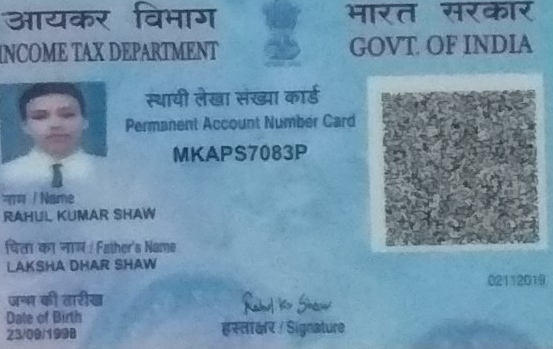 आयकर विभाग
INCOME TAX DEPARTMENT
भारत सरकार
GOVT. OF INDIA
स्थायी लेखा संख्या कार्ड
Permanent Account Number Card
MKAPS7083P
नाम / Name
RAHUL KUMAR SHAW
पिता का नाम / Father's Name
LAKSHA DHAR SHAW
02112019
जन्म की तारीख
Date of Birth
23/09/1998
Rahul Kr Shaw
हस्ताक्षर / Signature